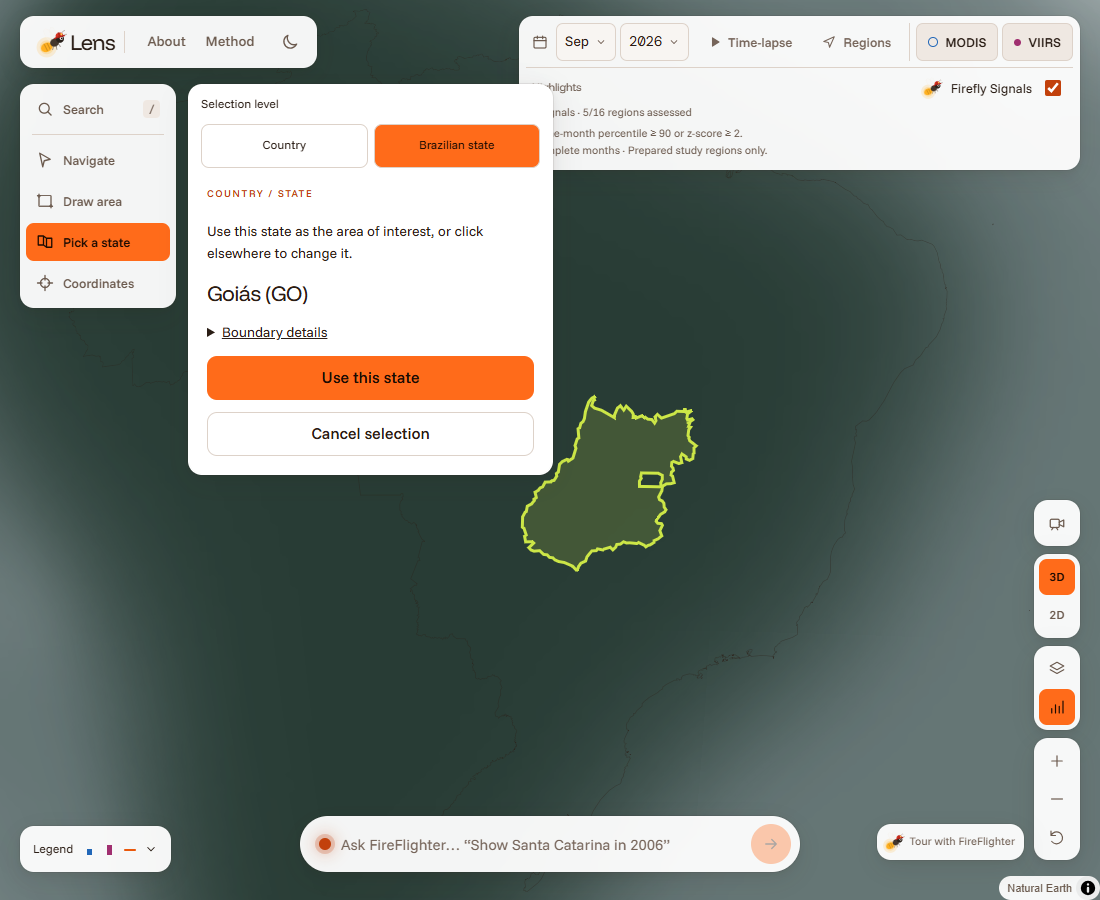 Lens
About
Method
Sep
2026
Time-lapse
Regions
MODIS
VIIRS
Search
/
Navigate
Draw area
Pick a state
Coordinates
Selection level
Country
Brazilian state
COUNTRY / STATE
Use this state as the area of interest, or click
elsewhere to change it.
Goiás (GO)
Boundary details
Use this state
Cancel selection
Firefly Signals
· 5/16 regions assessed
percentile ≥ 90 or z-score ≥ 2.
months · Prepared study regions only.
3D
2D
Legend
Ask FireFlighter... “Show Santa Catarina in 2006”
Tour with FireFlighter
Natural Earth